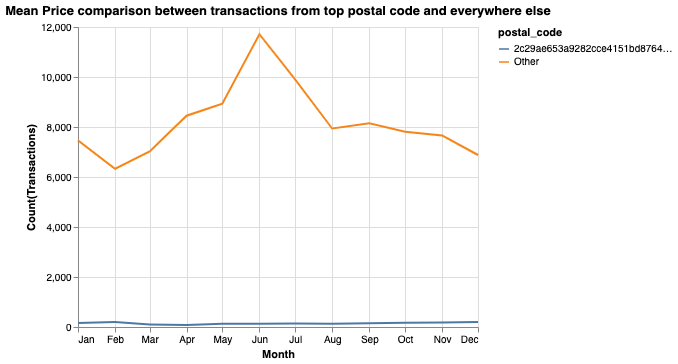 Mean Price comparison between transactions from top postal code and everywhere else
postal_code
2c29ae653a9282cce4151bd8764…
Other
Count(Transactions)
12,000
10,000
8,000
6,000
4,000
2,000
0
Jan Feb Mar Apr May Jun Jul Aug Sep Oct Nov Dec
Month